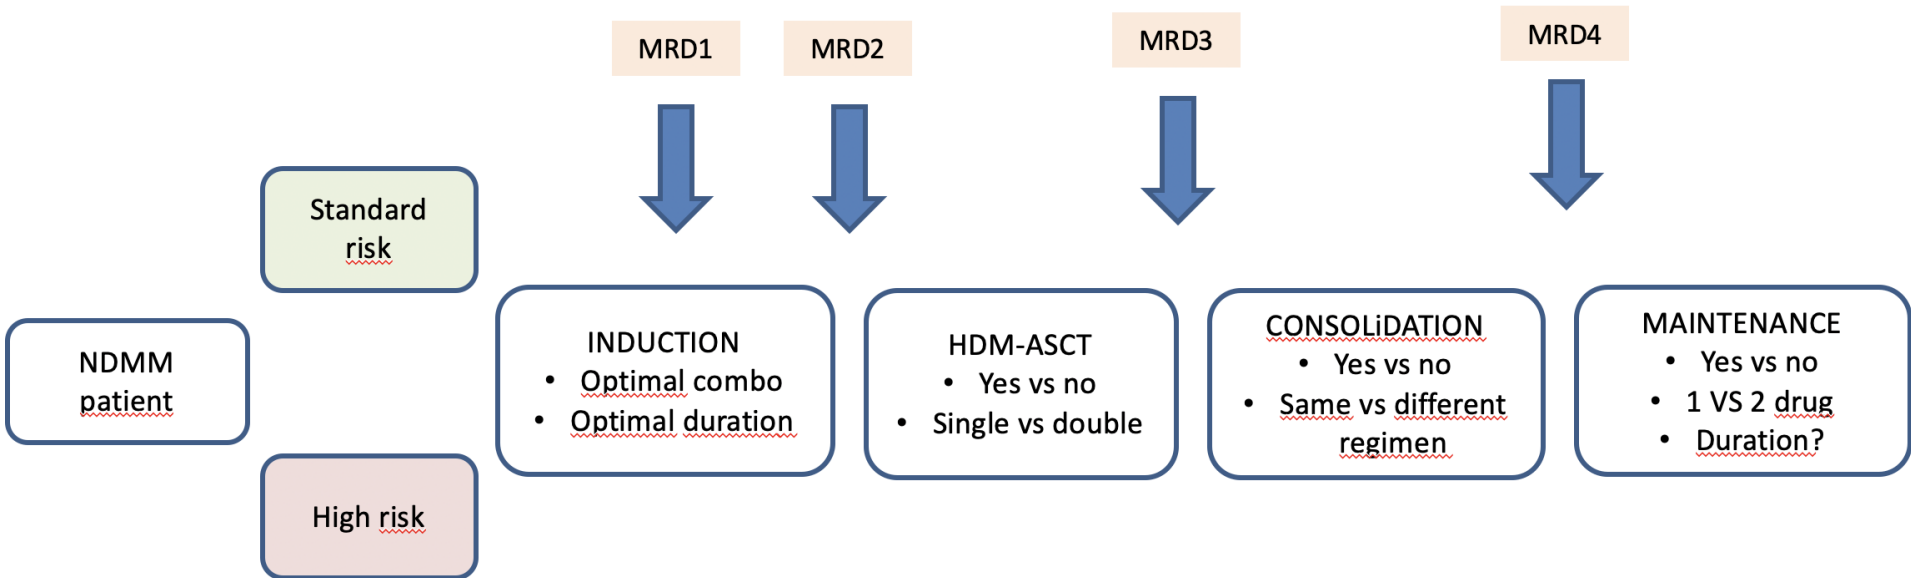 MRD1
MRD2
MRD3
MRD4
Standard
risk
NDMM
patient
High risk
INDUCTION
• Optimal combo
• Optimal duration
HDM-ASCT
• Yes vs no
• Single vs double
CONSOLiDATION
• Yes vs no
• Same vs different
regimen
MAINTENANCE
• Yes vs no
• 1 VS 2 drug
• Duration?